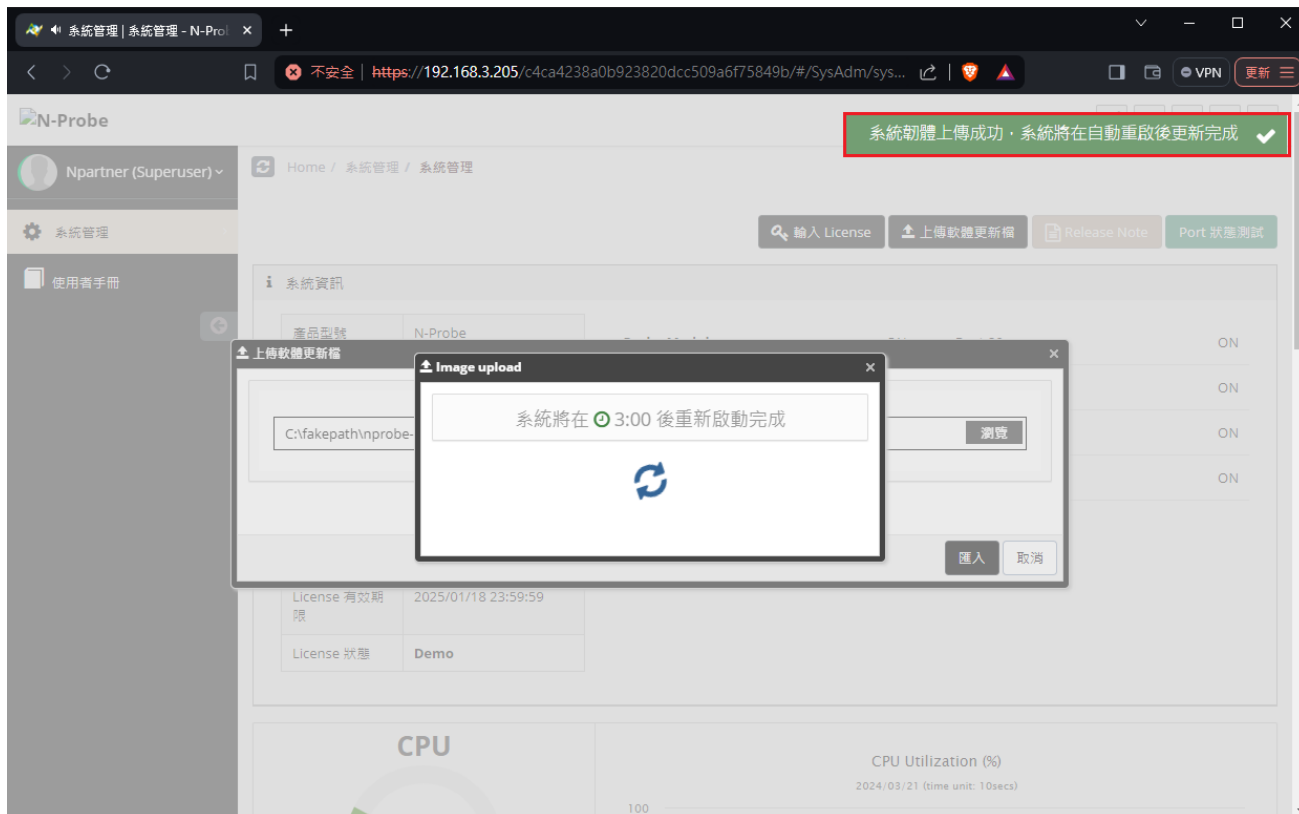 系統管理 | 系統管理 - N-Prol
不安全 | https://192.168.3.205/c4ca4238a0b923820dcc509a6f75849b/#/SysAdm/sys...
VPN
更新
N-Probe
系統韌體上傳成功，系統將在自動重啟後更新完成
Npartner (Superuser)
Home / 系統管理 / 系統管理
系統管理
使用者手冊
輸入 License
上傳軟體更新檔
Release Note
Port 狀態測試
系統資訊
產品型號 N-Probe
ON
ON
ON
ON
上傳軟體更新檔
Image upload
系統將在 3:00 後重新啟動完成
C:\fakepath\nprobe-
瀏覽
匯入
取消
License 有效期限 2025/01/18 23:59:59
License 狀態 Demo
CPU
CPU Utilization (%)
2024/03/21 (time unit: 10secs)
100